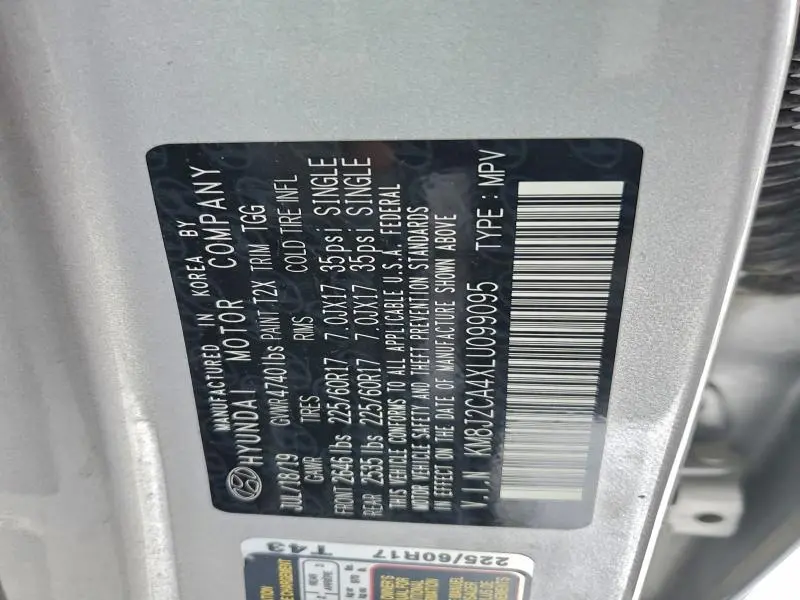 MANUFACTURED IN KOREA BY
HYUNDAI MOTOR COMPANY
JUL/18/19 GVWR 4740lbs PAINT T2X TRIM TGG
GAWR TIRES RIMS COLD TIRE INFL
FRONT 2646 lbs 225/60R17 7.0JX17 35psi SINGLE
REAR 2535 lbs 225/60R17 7.0JX17 35psi SINGLE
THIS VEHICLE CONFORMS TO ALL APPLICABLE U.S.A. FEDERAL
MOTOR VEHICLE SAFETY AND THEFT PREVENTION STANDARDS
IN EFFECT ON THE DATE OF MANUFACTURE SHOWN ABOVE
V.I.N KM8J2CA4XLU099095 TYPE : MPV
T43
225/60R17